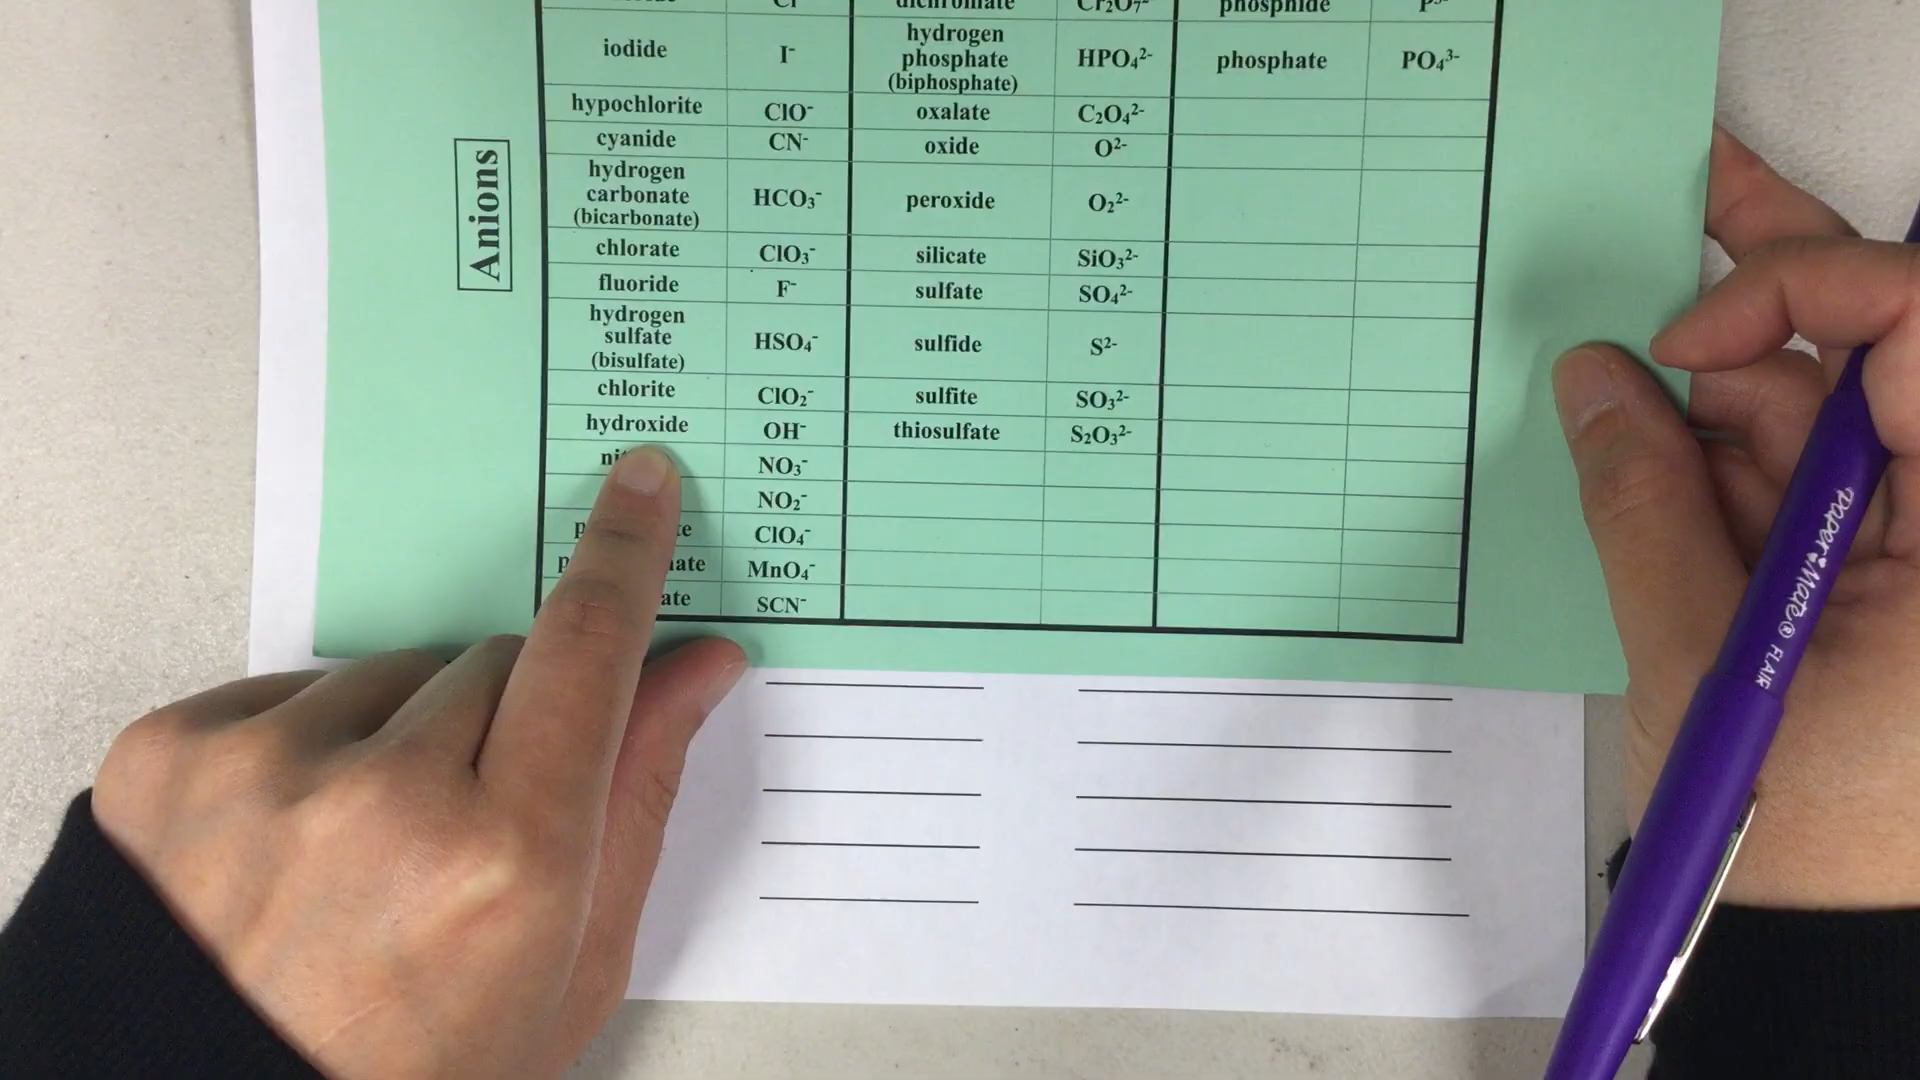 iodide I⁻ hydrogen phosphate (biphosphate) HPO₄²⁻ phosphate PO₄³⁻
hypochlorite ClO⁻ oxalate C₂O₄²⁻
cyanide CN⁻ oxide O²⁻
hydrogen carbonate (bicarbonate) HCO₃⁻ peroxide O₂²⁻
chlorate ClO₃⁻ silicate SiO₃²⁻
fluoride F⁻ sulfate SO₄²⁻
hydrogen sulfate (bisulfate) HSO₄⁻ sulfide S²⁻
chlorite ClO₂⁻ sulfite SO₃²⁻
hydroxide OH⁻ thiosulfate S₂O₃²⁻
NO₃⁻
NO₂⁻
ClO₄⁻
MnO₄⁻
SCN⁻
Anions
Paper Mate® FLAIR